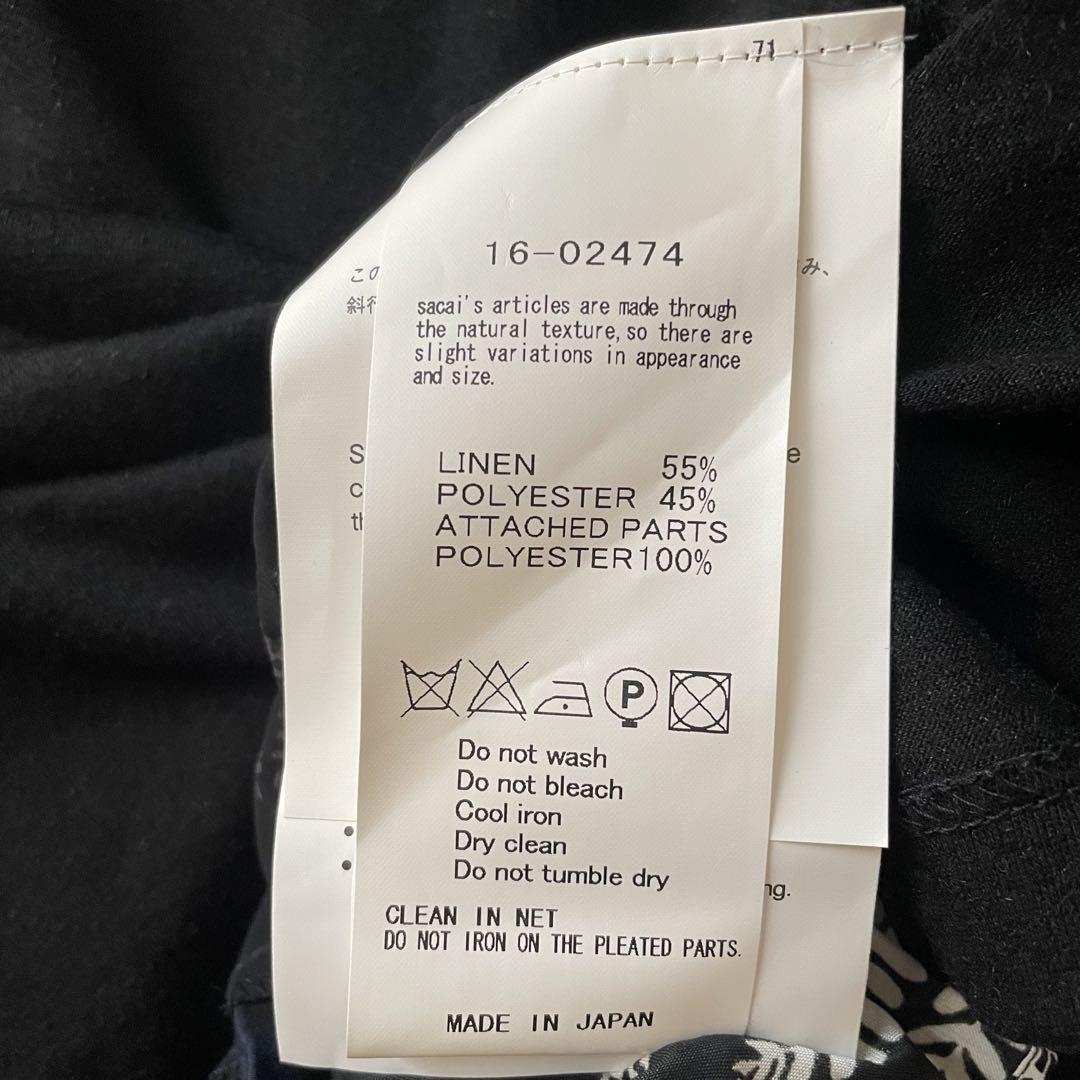 71
16-02474
sacai's articles are made through
the natural texture, so there are
slight variations in appearance
and size.
LINEN 55%
POLYESTER 45%
ATTACHED PARTS
POLYESTER 100%
P
Do not wash
Do not bleach
Cool iron
Dry clean
Do not tumble dry
CLEAN IN NET
DO NOT IRON ON THE PLEATED PARTS.
MADE IN JAPAN